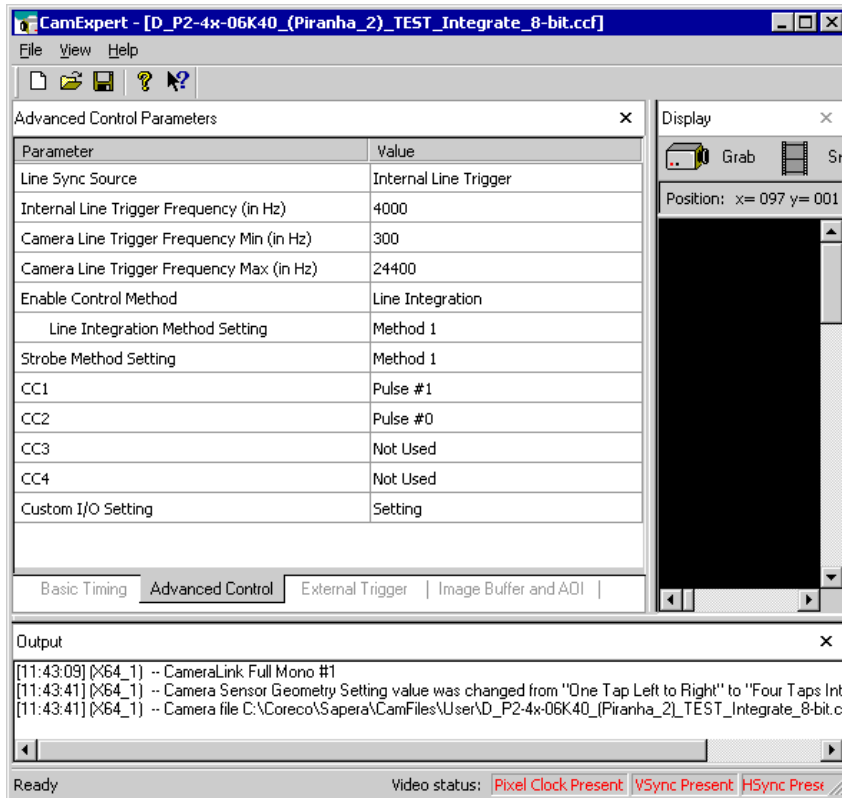 CamExpert - [D_P2-4x-06K40_(Piranha_2)_TEST_Integrate_8-bit.ccf]
File View Help
Advanced Control Parameters
Parameter Value
Line Sync Source Internal Line Trigger
Internal Line Trigger Frequency (in Hz) 4000
Camera Line Trigger Frequency Min (in Hz) 300
Camera Line Trigger Frequency Max (in Hz) 24400
Enable Control Method Line Integration
Line Integration Method Setting Method 1
Strobe Method Setting Method 1
CC1 Pulse #1
CC2 Pulse #0
CC3 Not Used
CC4 Not Used
Custom I/O Setting Setting
Basic Timing Advanced Control External Trigger Image Buffer and AOI
Display
Grab Sn
Position: x= 097 y= 001
Output
[11:43:09] (X64_1) -- CameraLink Full Mono #1
[11:43:41] (X64_1) -- Camera Sensor Geometry Setting value was changed from "One Tap Left to Right" to "Four Taps Int
[11:43:41] (X64_1) -- Camera file C:\Coreco\Sapera\CamFiles\User\D_P2-4x-06K40_(Piranha_2)_TEST_Integrate_8-bit.c
Ready Video status: Pixel Clock Present VSync Present HSync Prese